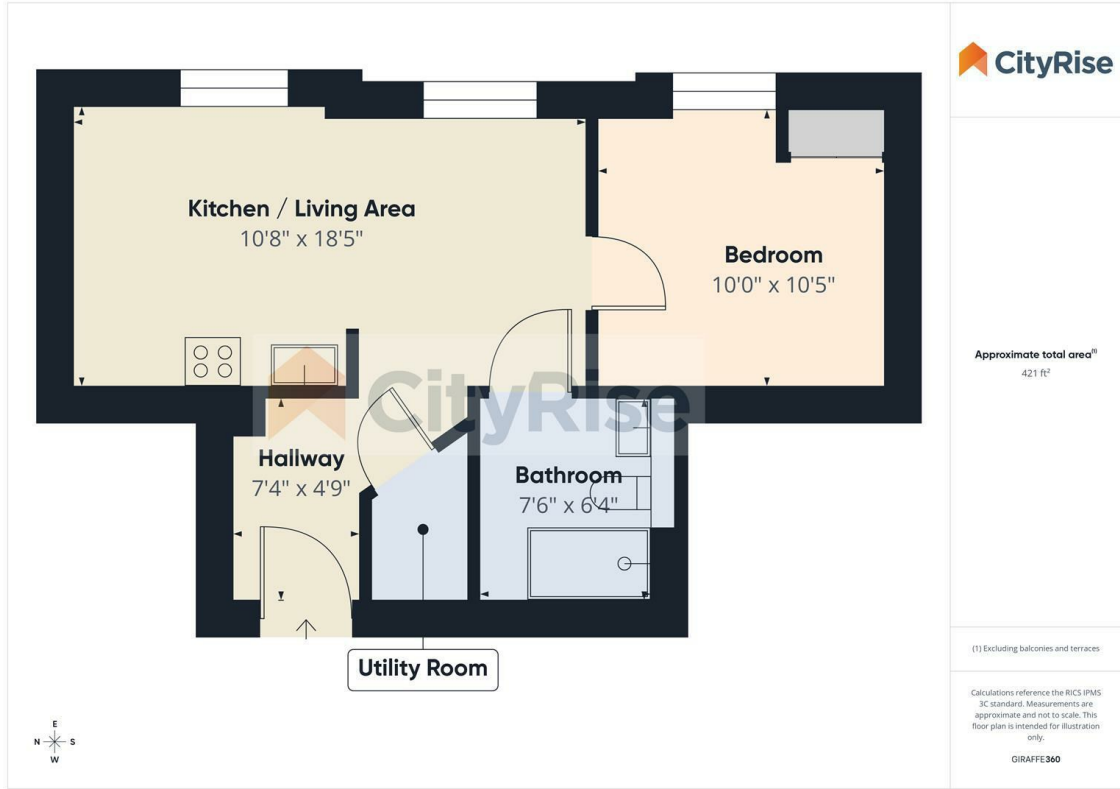 CityRise
Kitchen / Living Area
10'8" x 18'5"
Bedroom
10'0" x 10'5"
CityRise
Hallway
7'4" x 4'9"
Bathroom
7'6" x 6'4"
Utility Room
E
N S
W
Approximate total area(1)
421 ft²
(1) Excluding balconies and terraces
Calculations reference the RICS IPMS
3C standard. Measurements are
approximate and not to scale. This
floor plan is intended for illustration
only.
GIRAFFE360